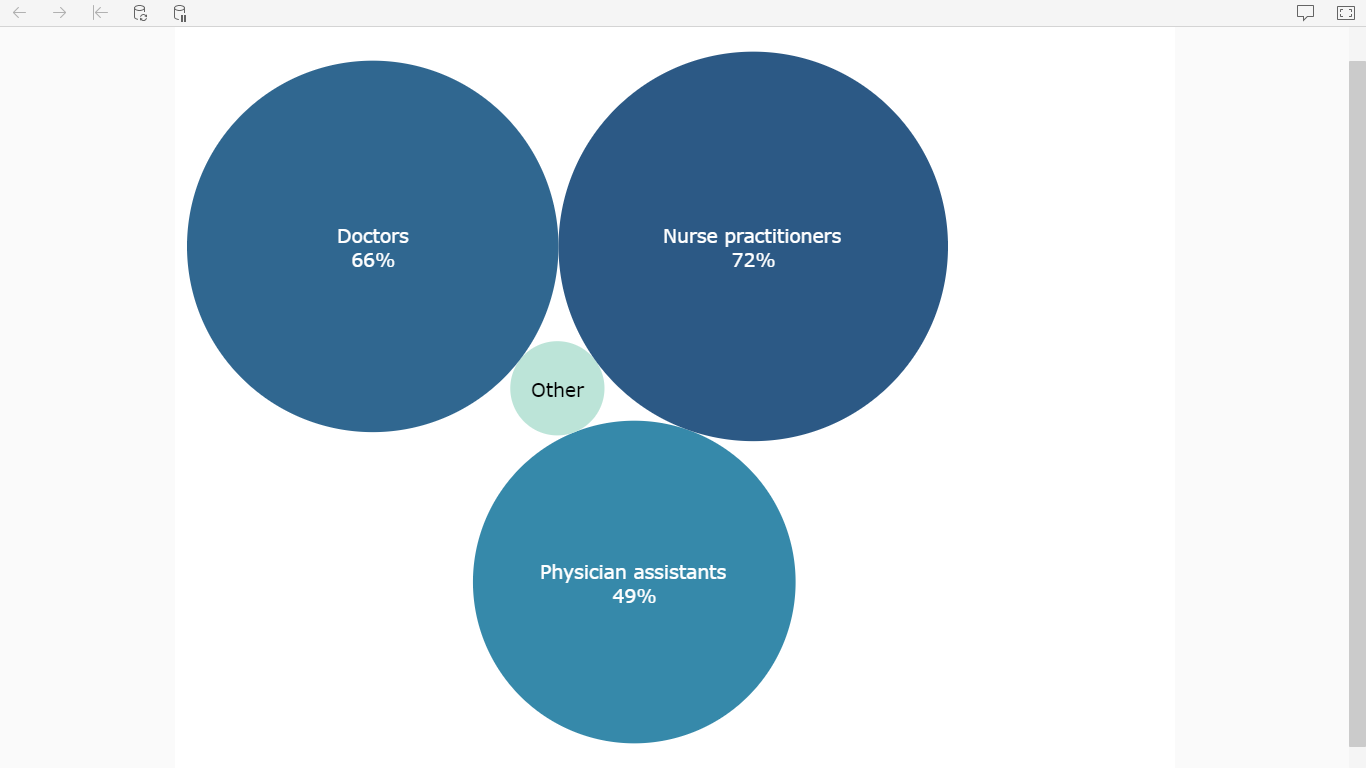 Doctors
66%
Nurse practitioners
72%
Other
Physician assistants
49%